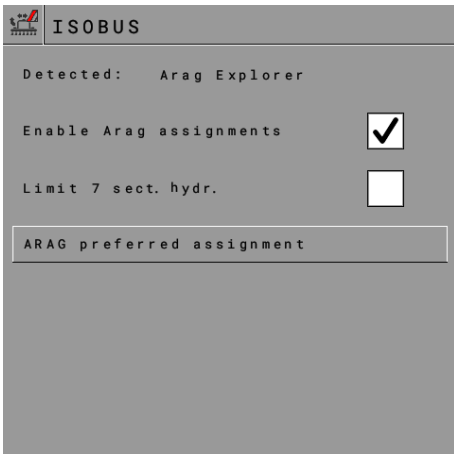 ISOBUS
Detected: Arag Explorer
Enable Arag assignments
Limit 7 sect. hydr.
ARAG preferred assignment